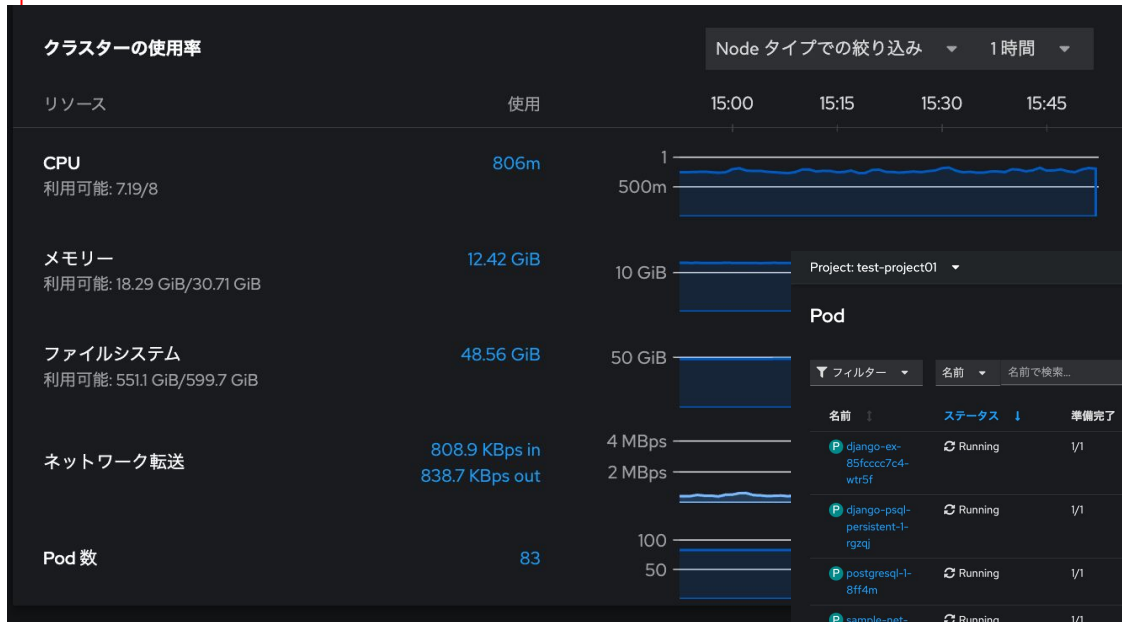 クラスターの使用率
Node タイプでの絞り込み
1 時間
リソース
使用
15:00
15:15
15:30
15:45
CPU
利用可能: 7.19/8
806m
1
500m
メモリー
利用可能: 18.29 GiB/30.71 GiB
12.42 GiB
10 GiB
ファイルシステム
利用可能: 551.1 GiB/599.7 GiB
48.56 GiB
50 GiB
ネットワーク転送
808.9 KBps in
838.7 KBps out
4 MBps
2 MBps
Pod 数
83
100
50
Project: test-project01
Pod
フィルター
名前
名前で検索...
名前
ステータス
準備完了
P django-ex-
85fcccc7c4-
wtr5f
Running
1/1
P django-psql-
persistent-1-
rgzqj
Running
1/1
P postgresql-1-
8ff4m
Running
1/1
P sample-net-
Running
1/1